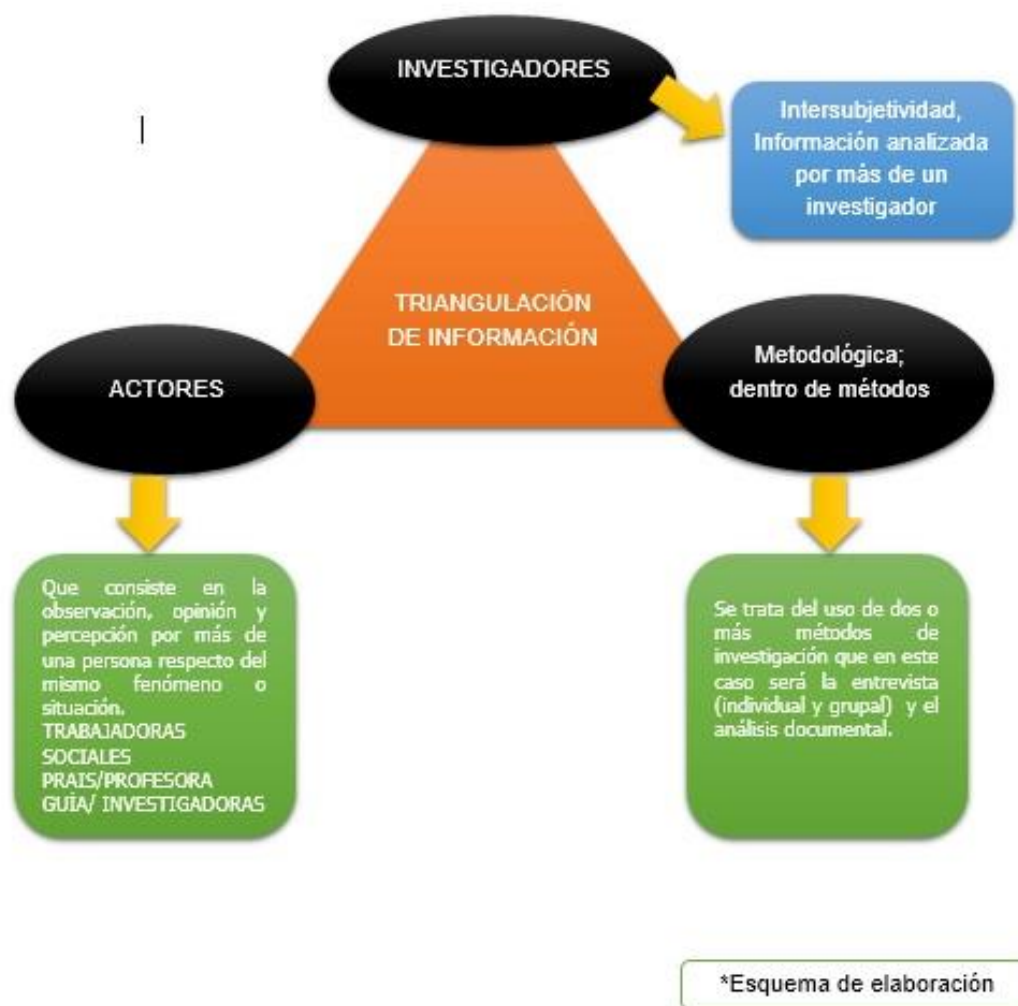 INVESTIGADORES
Intersubjetividad,
Información analizada
por más de un
investigador
TRIANGULACIÓN
DE INFORMACIÓN
ACTORES
Metodológica;
dentro de métodos
Que consiste en la
observación, opinión y
percepción por más de
una persona respecto del
mismo fenómeno o
situación.
TRABAJADORAS
SOCIALES
PRAIS/PROFESORA
GUÍA/ INVESTIGADORAS
Se trata del uso de dos o
más métodos de
investigación que en este
caso será la entrevista
(individual y grupal) y el
análisis documental.
*Esquema de elaboración